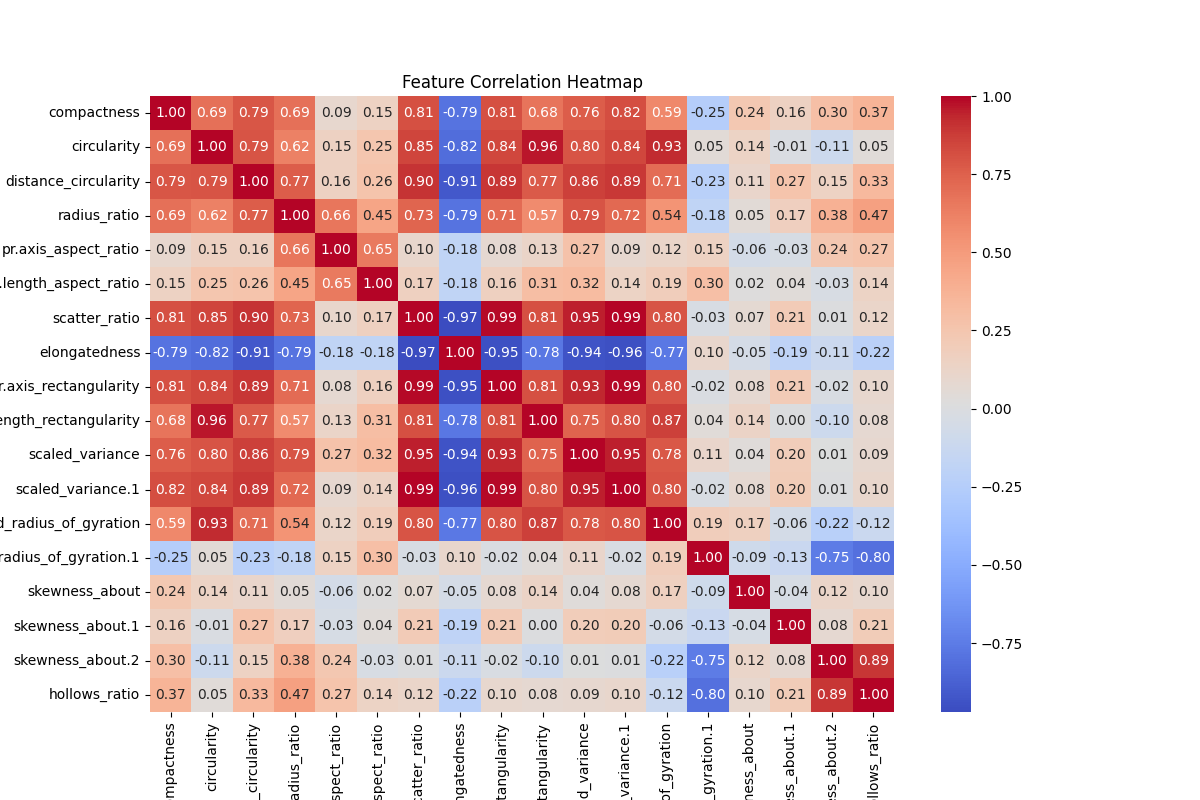 Feature Correlation Heatmap
compactness 1.00 0.69 0.79 0.69 0.09 0.15 0.81 -0.79 0.81 0.68 0.76 0.82 0.59 -0.25 0.24 0.16 0.30 0.37
circularity 0.69 1.00 0.79 0.62 0.15 0.25 0.85 -0.82 0.84 0.96 0.80 0.84 0.93 0.05 0.14 -0.01 -0.11 0.05
distance_circularity 0.79 0.79 1.00 0.77 0.16 0.26 0.90 -0.91 0.89 0.77 0.86 0.89 0.71 -0.23 0.11 0.27 0.15 0.33
radius_ratio 0.69 0.62 0.77 1.00 0.66 0.45 0.73 -0.79 0.71 0.57 0.79 0.72 0.54 -0.18 0.05 0.17 0.38 0.47
pr.axis_aspect_ratio 0.09 0.15 0.16 0.66 1.00 0.65 0.10 -0.18 0.08 0.13 0.27 0.09 0.12 0.15 -0.06 -0.03 0.24 0.27
.length_aspect_ratio 0.15 0.25 0.26 0.45 0.65 1.00 0.17 -0.18 0.16 0.31 0.32 0.14 0.19 0.30 0.02 0.04 -0.03 0.14
scatter_ratio 0.81 0.85 0.90 0.73 0.10 0.17 1.00 -0.97 0.99 0.81 0.95 0.99 0.80 -0.03 0.07 0.21 0.01 0.12
elongatedness -0.79 -0.82 -0.91 -0.79 -0.18 -0.18 -0.97 1.00 -0.95 -0.78 -0.94 -0.96 -0.77 0.10 -0.05 -0.19 -0.11 -0.22
r.axis_rectangularity 0.81 0.84 0.89 0.71 0.08 0.16 0.99 -0.95 1.00 0.81 0.93 0.99 0.80 -0.02 0.08 0.21 -0.02 0.10
ength_rectangularity 0.68 0.96 0.77 0.57 0.13 0.31 0.81 -0.78 0.81 1.00 0.75 0.80 0.87 0.04 0.14 0.00 -0.10 0.08
scaled_variance 0.76 0.80 0.86 0.79 0.27 0.32 0.95 -0.94 0.93 0.75 1.00 0.95 0.78 0.11 0.04 0.20 0.01 0.09
scaled_variance.1 0.82 0.84 0.89 0.72 0.09 0.14 0.99 -0.96 0.99 0.80 0.95 1.00 0.80 -0.02 0.08 0.20 0.01 0.10
d_radius_of_gyration 0.59 0.93 0.71 0.54 0.12 0.19 0.80 -0.77 0.80 0.87 0.78 0.80 1.00 0.19 0.17 -0.06 -0.22 -0.12
radius_of_gyration.1 -0.25 0.05 -0.23 -0.18 0.15 0.30 -0.03 0.10 -0.02 0.04 0.11 -0.02 0.19 1.00 -0.09 -0.13 -0.75 -0.80
skewness_about 0.24 0.14 0.11 0.05 -0.06 0.02 0.07 -0.05 0.08 0.14 0.04 0.08 0.17 -0.09 1.00 -0.04 0.12 0.10
skewness_about.1 0.16 -0.01 0.27 0.17 -0.03 0.04 0.21 -0.19 0.21 0.00 0.20 0.20 -0.06 -0.13 -0.04 1.00 0.08 0.21
skewness_about.2 0.30 -0.11 0.15 0.38 0.24 -0.03 0.01 -0.11 -0.02 -0.10 0.01 0.01 -0.22 -0.75 0.12 0.08 1.00 0.89
hollows_ratio 0.37 0.05 0.33 0.47 0.27 0.14 0.12 -0.22 0.10 0.08 0.09 0.10 -0.12 -0.80 0.10 0.21 0.89 1.00
mpactness
circularity
_circularity
adius_ratio
spect_ratio
spect_ratio
catter_ratio
ngatedness
tangularity
tangularity
d_variance
_variance.1
of_gyration
_gyration.1
ness_about
ess_about.1
ess_about.2
ollows_ratio
1.00
0.75
0.50
0.25
0.00
−0.25
−0.50
−0.75